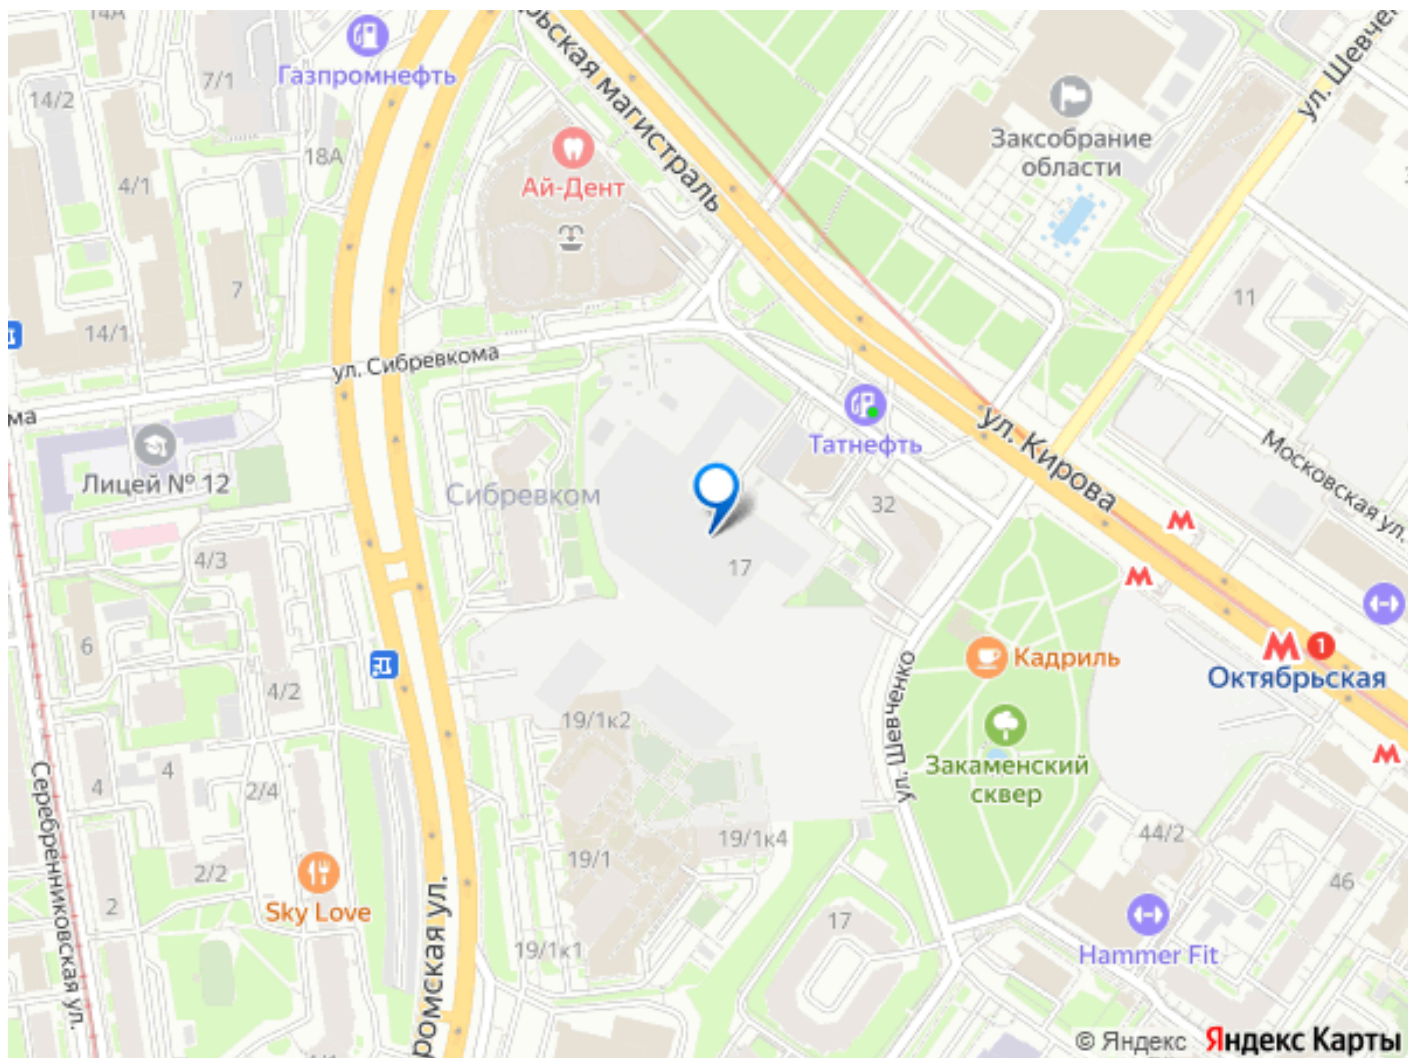 14А
14/2
7/1
Газпромнефть
18А
4/1
7
14/1
ьская магистраль
Ай-Дент
Заксобрание
области
ул. Шевче
11
ул. Сибревкома
ма
Лицей № 12
Сибревком
Татнефть
32
17
ул. Кирова
Московская ул.
4/3
6
4/2
19/1к2
ул. Шевченко
Кадриль
Закаменский
сквер
1
Октябрьская
Серебренниковская ул.
4
4
2/4
2/2
2
Sky Love
ромская ул.
19/1
19/1к4
19/1к1
17
44/2
46
Hammer Fit
© Яндекс Яндекс Карты